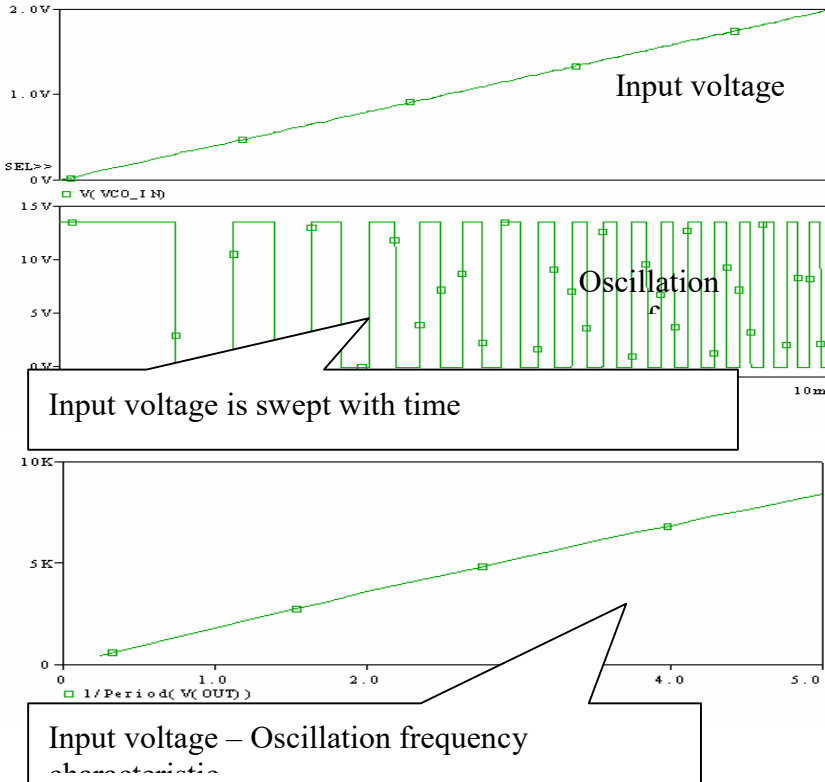 2.0V
Input voltage
1.0V
SEL>>
0V
V(VCO_IN)
15V
10V
Oscillation
5V
0V
10m
Input voltage is swept with time
10K
5K
0
0 1.0 2.0 4.0 5.0
1/Period(V(OUT))
Input voltage – Oscillation frequency
characteristic